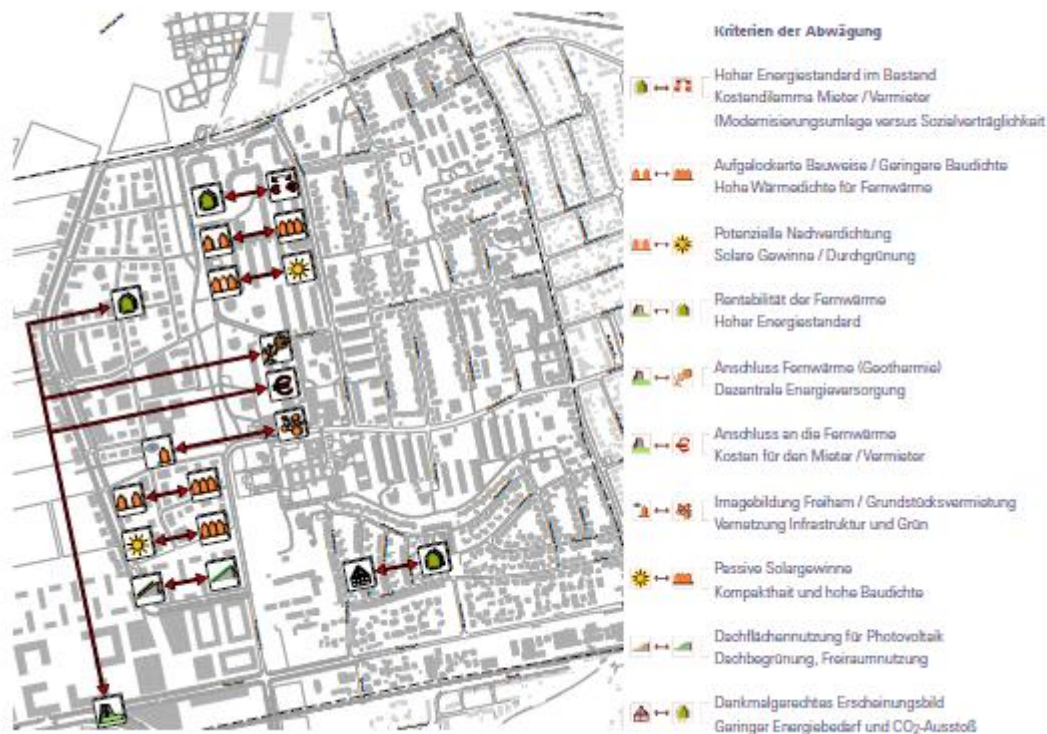 Kriterien der Abwägung
Hoher Energiestandard im Bestand
Kostendilemma Mieter / Vermieter
(Modernisierungsumlage versus Sozialverträglichkeit
Aufgelockerte Bauweise / Geringere Baudichte
Hohe Wärmedichte für Fernwärme
Potenzielle Nachverdichtung
Solare Gewinne / Durchgrünung
Rentabilität der Fernwärme
Hoher Energiestandard
Anschluss Fernwärme (Geothermie)
Dezentrale Energieversorgung
Anschluss an die Fernwärme
Kosten für den Mieter / Vermieter
Imagebildung Freiham / Grundstücksvermietung
Vernetzung Infrastruktur und Grün
Passive Solargewinne
Kompaktheit und hohe Baudichte
Dachflächennutzung für Photovoltaik
Dachbegrünung, Freiraumnutzung
Denkmalgerechtes Erscheinungsbild
Geringer Energiebedarf und CO2-Ausstoß